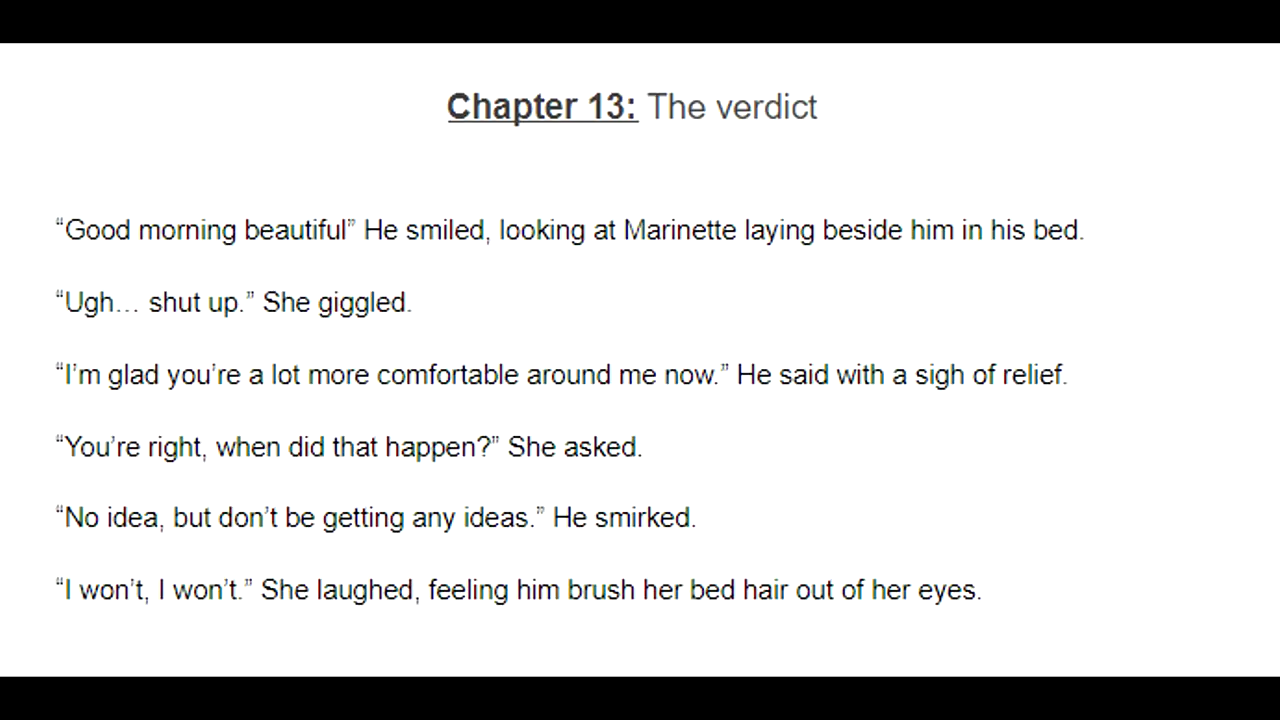 Chapter 13: The verdict
“Good morning beautiful” He smiled, looking at Marinette laying beside him in his bed.
“Ugh… shut up.” She giggled.
“I’m glad you’re a lot more comfortable around me now.” He said with a sigh of relief.
“You’re right, when did that happen?” She asked.
“No idea, but don’t be getting any ideas.” He smirked.
“I won’t, I won’t.” She laughed, feeling him brush her bed hair out of her eyes.